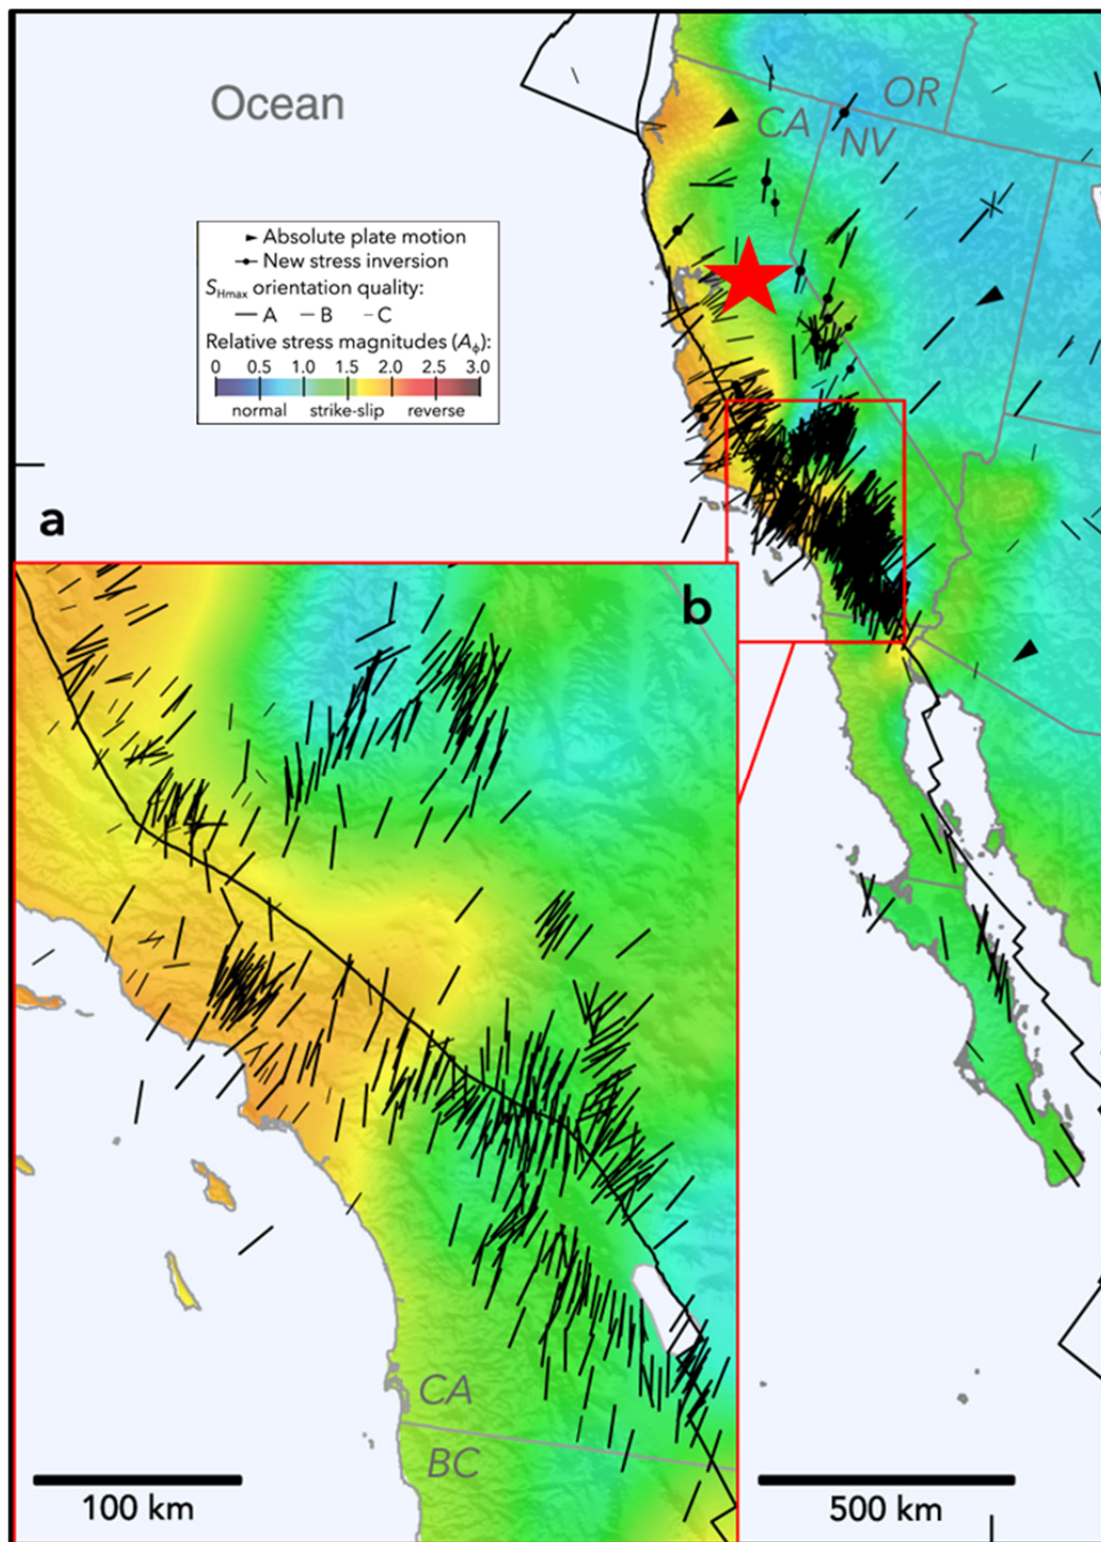 Ocean
OR
CA
NV
Absolute plate motion
New stress inversion
SHmax orientation quality:
A B C
Relative stress magnitudes (Aϕ):
0 0.5 1.0 1.5 2.0 2.5 3.0
normal strike-slip reverse
a
b
CA
BC
100 km
500 km